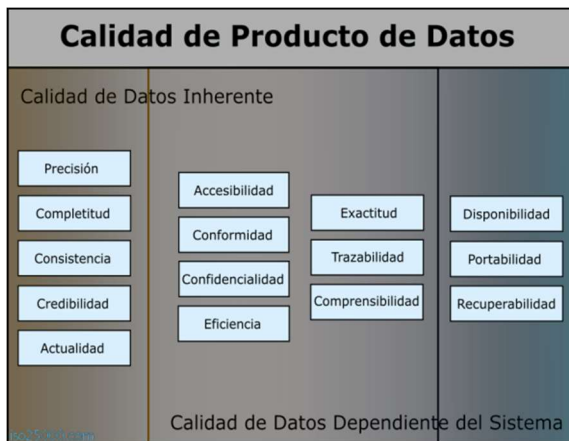 Calidad de Producto de Datos
Calidad de Datos Inherente
Precisión
Completitud
Consistencia
Credibilidad
Actualidad
Accesibilidad
Conformidad
Confidencialidad
Eficiencia
Exactitud
Trazabilidad
Comprensibilidad
Disponibilidad
Portabilidad
Recuperabilidad
Calidad de Datos Dependiente del Sistema